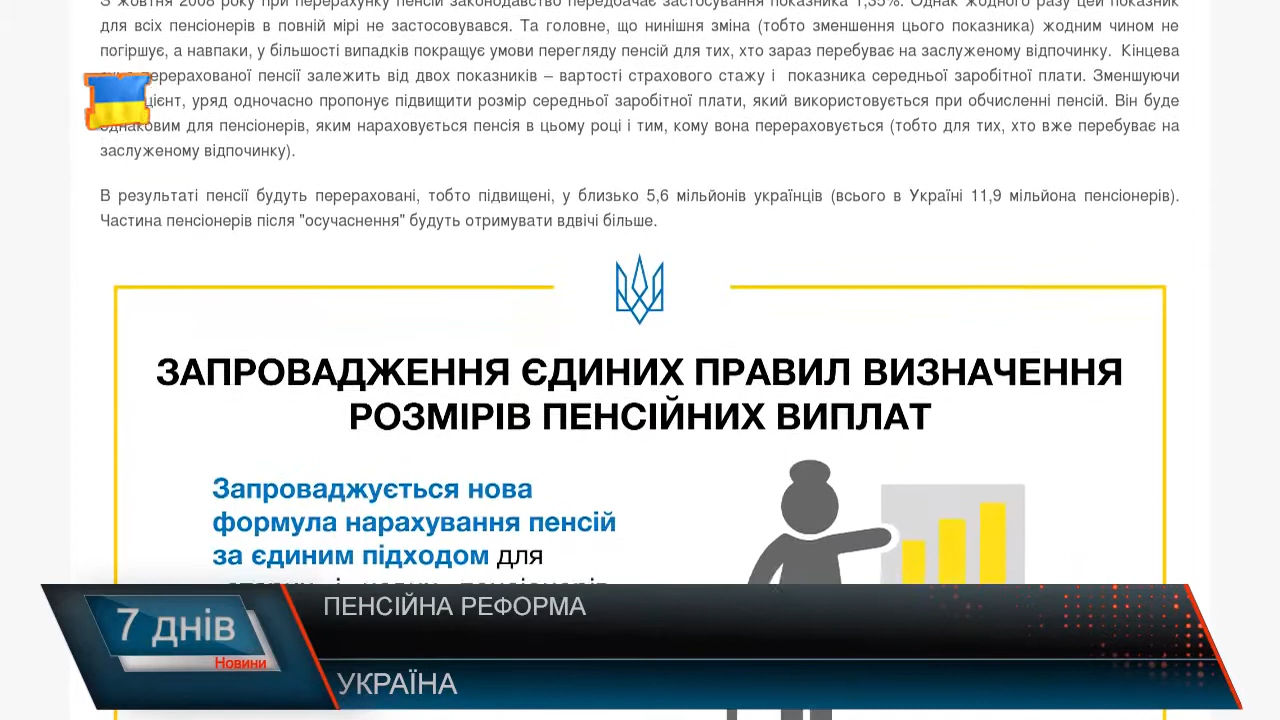 З жовтня 2008 року при перерахунку пенсій законодавство передбачає застосування показника 1,35%. Однак жодного разу цей показник
для всіх пенсіонерів в повній мірі не застосовувався. Та головне, що нинішня зміна (тобто зменшення цього показника) жодним чином не
погіршує, а навпаки, у більшості випадків покращує умови перегляду пенсій для тих, хто зараз перебуває на заслуженому відпочинку. Кінцева
перерахованої пенсії залежить від двох показників – вартості страхового стажу і показника середньої заробітної плати. Зменшуючи
цієнт, уряд одночасно пропонує підвищити розмір середньої заробітної плати, який використовується при обчисленні пенсій. Він буде
однаковим для пенсіонерів, яким нараховується пенсія в цьому році і тим, кому вона перераховується (тобто для тих, хто вже перебуває на
заслуженому відпочинку).
В результаті пенсії будуть перераховані, тобто підвищені, у близько 5,6 мільйонів українців (всього в Україні 11,9 мільйона пенсіонерів).
Частина пенсіонерів після "осучаснення" будуть отримувати вдвічі більше.
ЗАПРОВАДЖЕННЯ ЄДИНИХ ПРАВИЛ ВИЗНАЧЕННЯ
РОЗМІРІВ ПЕНСІЙНИХ ВИПЛАТ
Запроваджується нова
формула нарахування пенсій
за єдиним підходом для
7 днів
Новини
ПЕНСІЙНА РЕФОРМА
УКРАЇНА